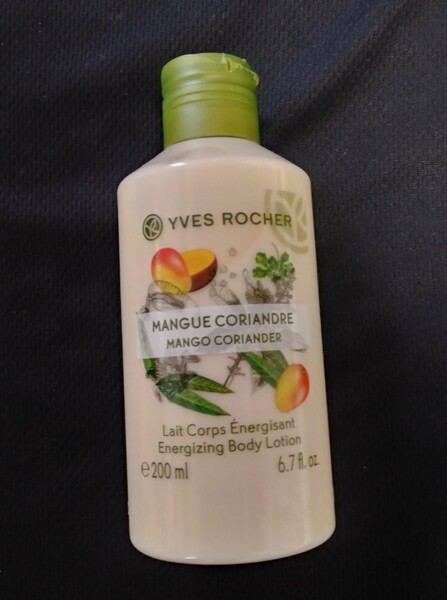 YVES ROCHER
MANGUE CORIANDRE
MANGO CORIANDER
Lait Corps Énergisant
Energizing Body Lotion
℮200 ml 6.7 fl. oz.